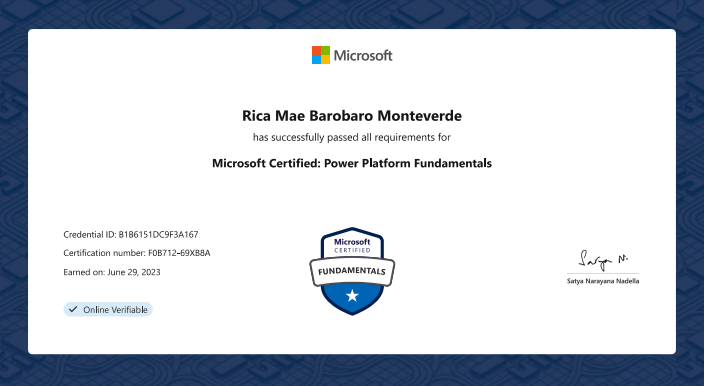 Microsoft
Rica Mae Barobaro Monteverde
has successfully passed all requirements for
Microsoft Certified: Power Platform Fundamentals
Credential ID: B1B6151DC9F3A167
Certification number: F0B712-69XB8A
Earned on: June 29, 2023
Online Verifiable
Microsoft
CERTIFIED
FUNDAMENTALS
Satya N.
Satya Narayana Nadella